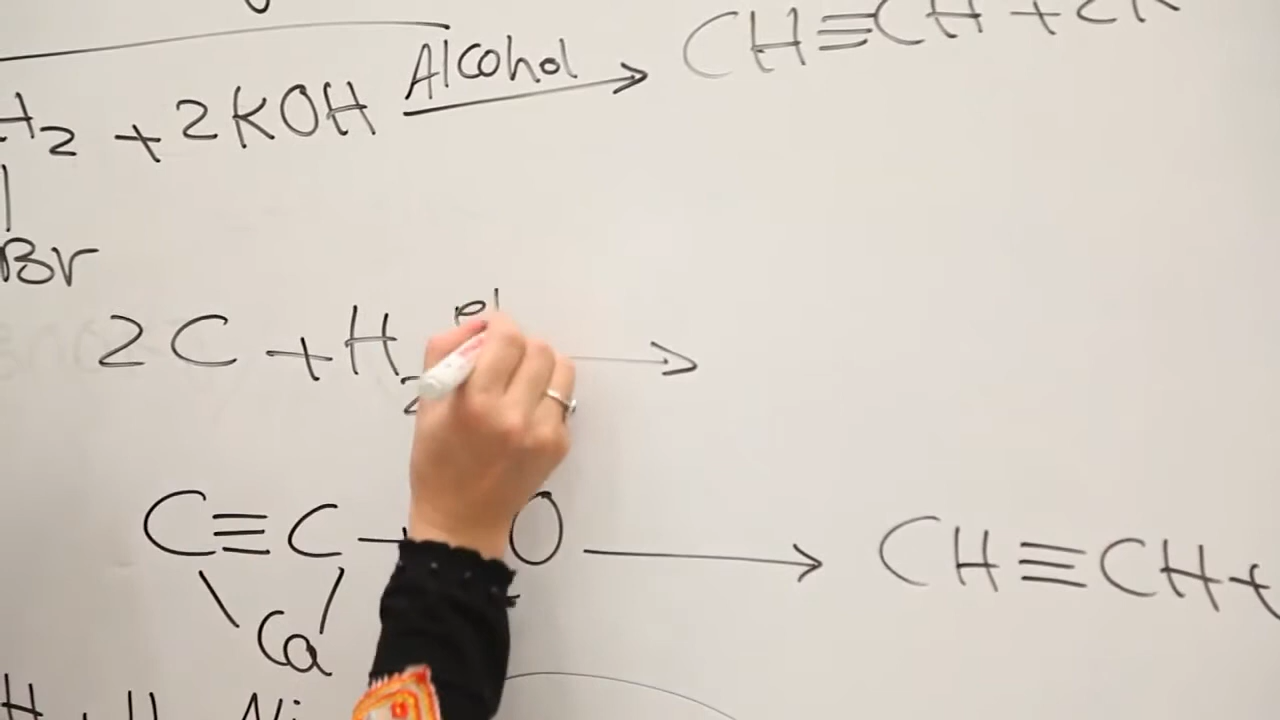 H₂ + 2KOH Alcohol → CH≡CH + 2K
Br
2C + H₂ el →
C≡C + O → CH≡CH +
Ca
H + H Ni